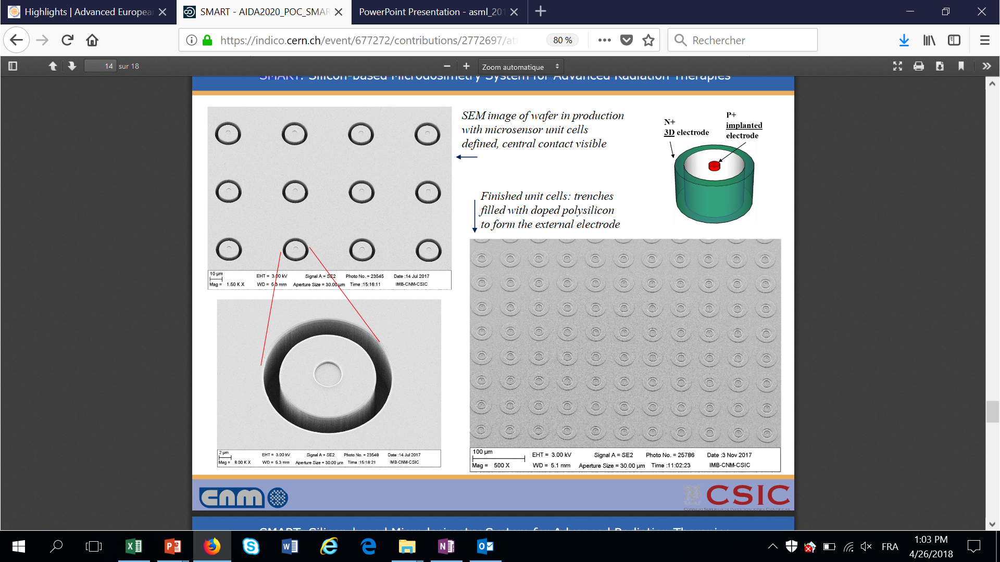 Highlights | Advanced Europea
SMART - AIDA2020_POC_SMAR
PowerPoint Presentation - asml_201
https://indico.cern.ch/event/677272/contributions/2772697/att
80 %
Rechercher
14 sur 18
Zoom automatique
SMART: Silicon-based Microdosimetry System for Advanced Radiation Therapies
SEM image of wafer in production
with microsensor unit cells
defined, central contact visible
N+
3D electrode
P+
implanted
electrode
Finished unit cells: trenches
filled with doped polysilicon
to form the external electrode
10 µm
EHT = 3.00 kV Signal A = SE2 Photo No. = 23545 Date :14 Jul 2017
Mag = 1.50 K X WD = 5.3 mm Aperture Size = 30.00 µm Time :15:16:11 IMB-CNM-CSIC
2 µm
EHT = 3.00 kV Signal A = SE2 Photo No. = 23548 Date :14 Jul 2017
Mag = 8.00 K X WD = 5.3 mm Aperture Size = 30.00 µm Time :15:18:21 IMB-CNM-CSIC
100 µm
EHT = 3.00 kV Signal A = SE2 Photo No. = 25786 Date :3 Nov 2017
Mag = 500 X WD = 5.1 mm Aperture Size = 30.00 µm Time :11:02:23 IMB-CNM-CSIC
cnm
CSIC
CONSEJO SUPERIOR DE INVESTIGACIONES CIENTIFICAS
SMART: Silicon-based Microdosimetry System for Advanced Radiation Therapies
FRA
1:03 PM
4/26/2018